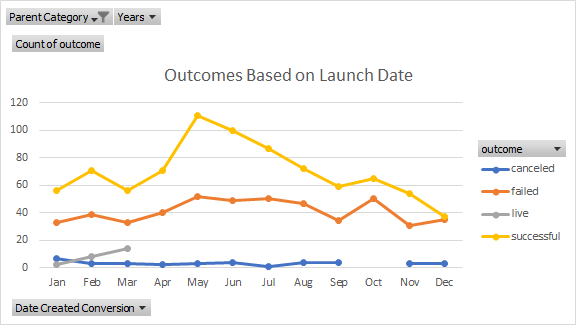 Parent Category Years
Count of outcome
Outcomes Based on Launch Date
120
100
80
60
40
20
0
Jan Feb Mar Apr May Jun Jul Aug Sep Oct Nov Dec
outcome
canceled
failed
live
successful
Date Created Conversion